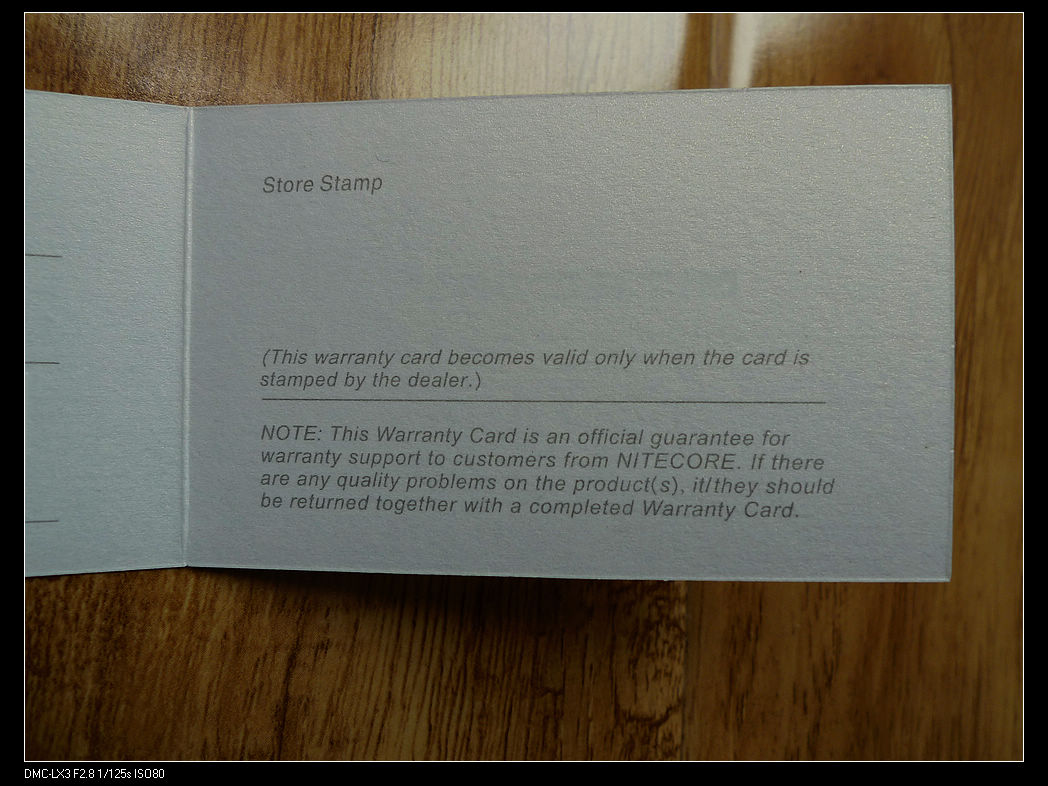 Store Stamp
(This warranty card becomes valid only when the card is
stamped by the dealer.)
NOTE: This Warranty Card is an official guarantee for
warranty support to customers from NITECORE. If there
are any quality problems on the product(s), it/they should
be returned together with a completed Warranty Card.
DMC-LX3 F2.8 1/125s ISO80